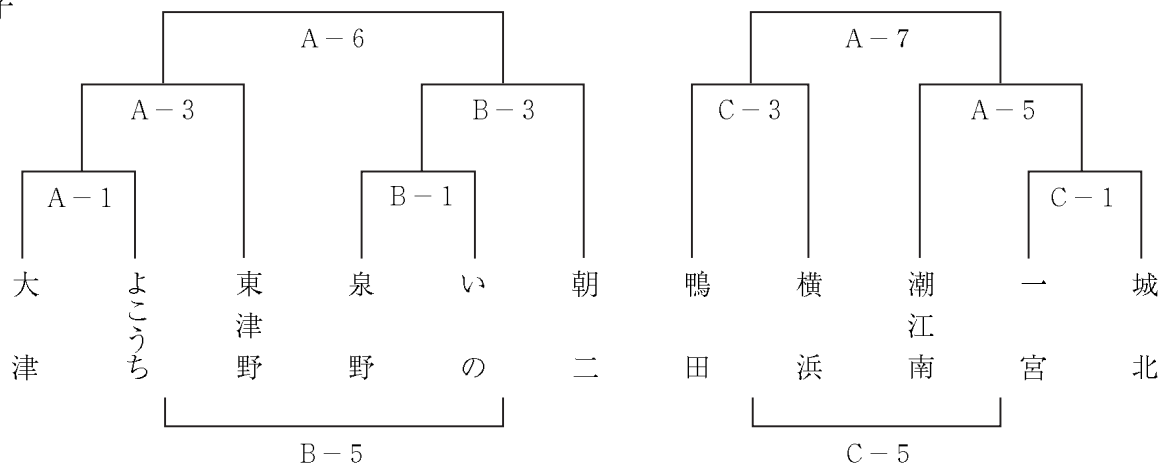 A－6
A－7
A－3
B－3
C－3
A－5
A－1
B－1
C－1
大津
よこうち
東津野
泉野
いの
朝二
鴨田
横浜
潮江南
一宮
城北
B－5
C－5